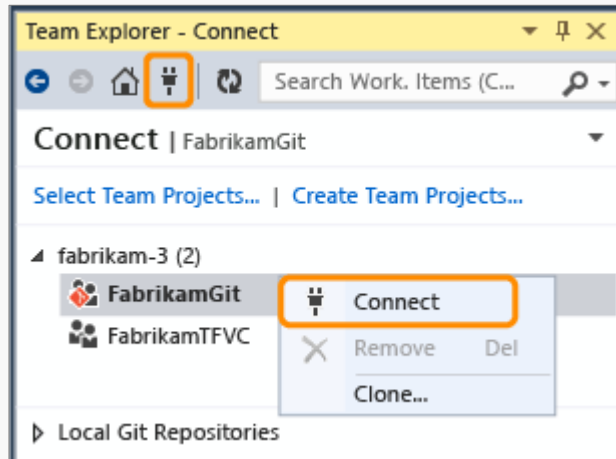 Team Explorer - Connect
Search Work. Items (C...
Connect | FabrikamGit
Select Team Projects... | Create Team Projects...
fabrikam-3 (2)
FabrikamGit
Connect
FabrikamTFVC
Remove Del
Clone...
Local Git Repositories